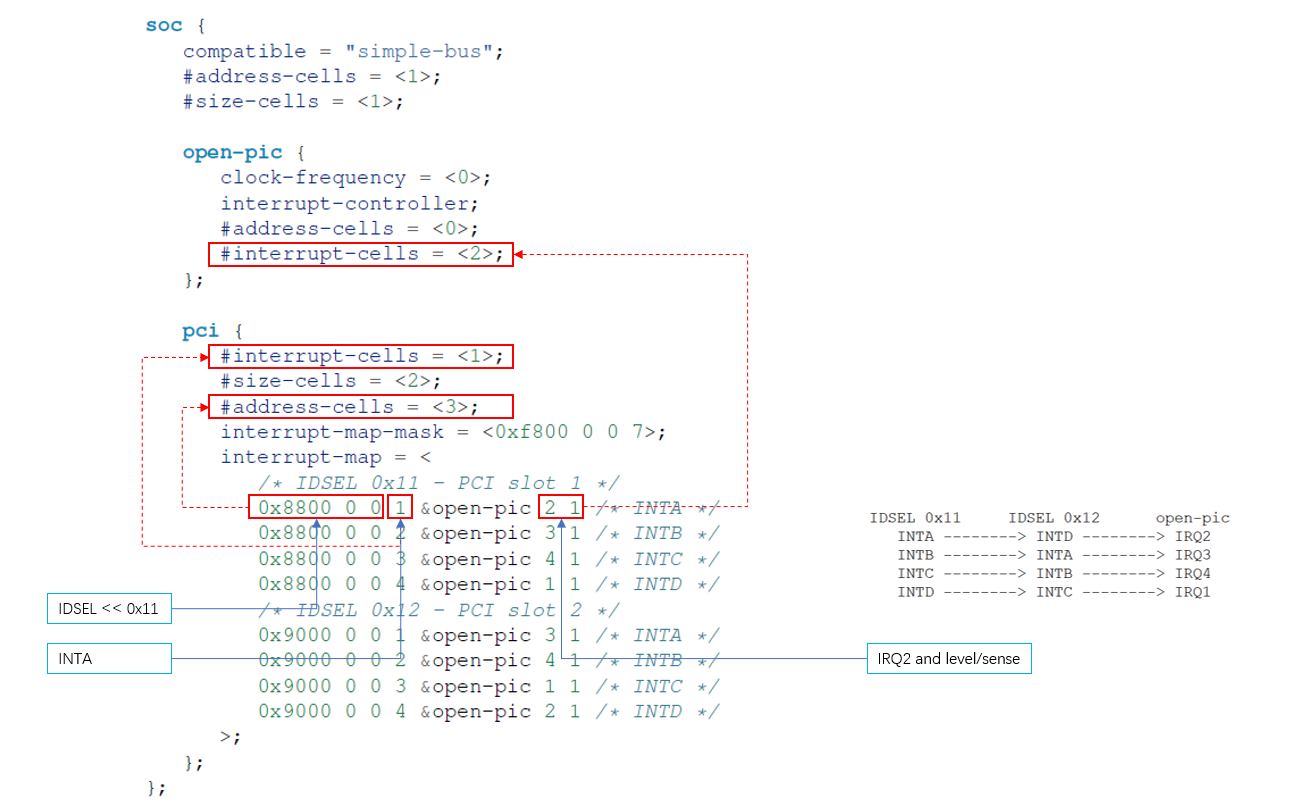 soc {
compatible = "simple-bus";
#address-cells = <1>;
#size-cells = <1>;
open-pic {
clock-frequency = <0>;
interrupt-controller;
#address-cells = <0>;
#interrupt-cells = <2>;
};
pci {
#interrupt-cells = <1>;
#size-cells = <2>;
#address-cells = <3>;
interrupt-map-mask = <0xf800 0 0 7>;
interrupt-map = <
/* IDSEL 0x11 - PCI slot 1 */
0x8800 0 0 1 &open-pic 2 1 /* INTA */
0x8800 0 0 2 &open-pic 3 1 /* INTB */
0x8800 0 0 3 &open-pic 4 1 /* INTC */
0x8800 0 0 4 &open-pic 1 1 /* INTD */
/* IDSEL 0x12 - PCI slot 2 */
0x9000 0 0 1 &open-pic 3 1 /* INTA */
0x9000 0 0 2 &open-pic 4 1 /* INTB */
0x9000 0 0 3 &open-pic 1 1 /* INTC */
0x9000 0 0 4 &open-pic 2 1 /* INTD */
>;
};
};
IDSEL << 0x11
INTA
IRQ2 and level/sense
IDSEL 0x11 IDSEL 0x12 open-pic
INTA --------> INTD --------> IRQ2
INTB --------> INTA --------> IRQ3
INTC --------> INTB --------> IRQ4
INTD --------> INTC --------> IRQ1